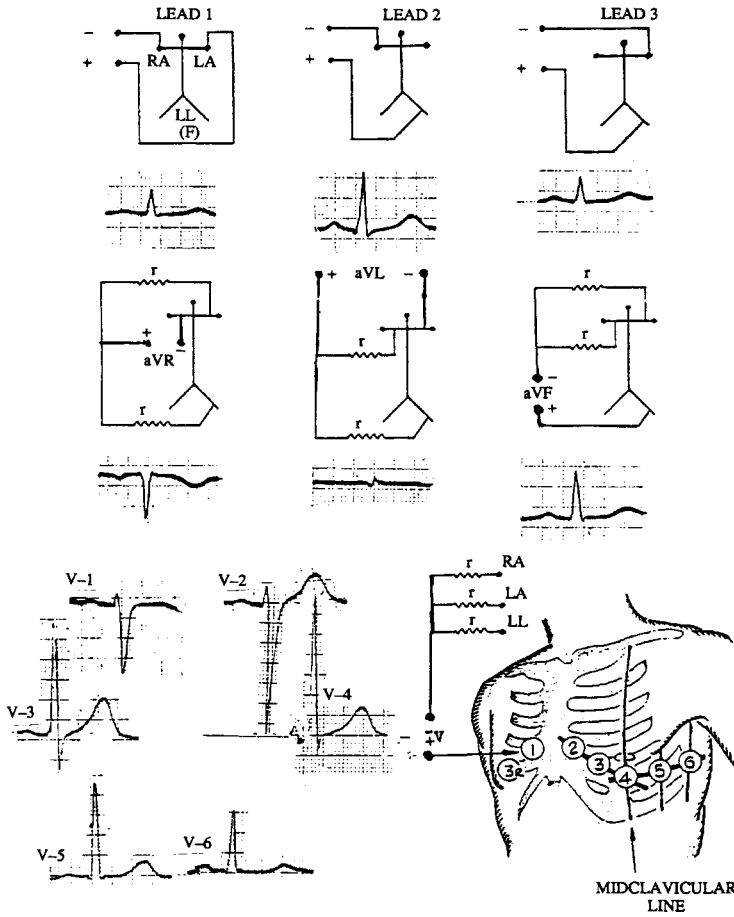 LEAD 1
LEAD 2
LEAD 3
−
+
RA
LA
LL
(F)
−
+
−
+
r
+
aVR
−
r
+
aVL
−
r
r
r
r
−
aVF
+
V-1
V-2
V-3
V-4
V-5
V-6
r
RA
r
LA
r
LL
−
+V
1
2
3
4
5
6
3R
MIDCLAVICULAR
LINE